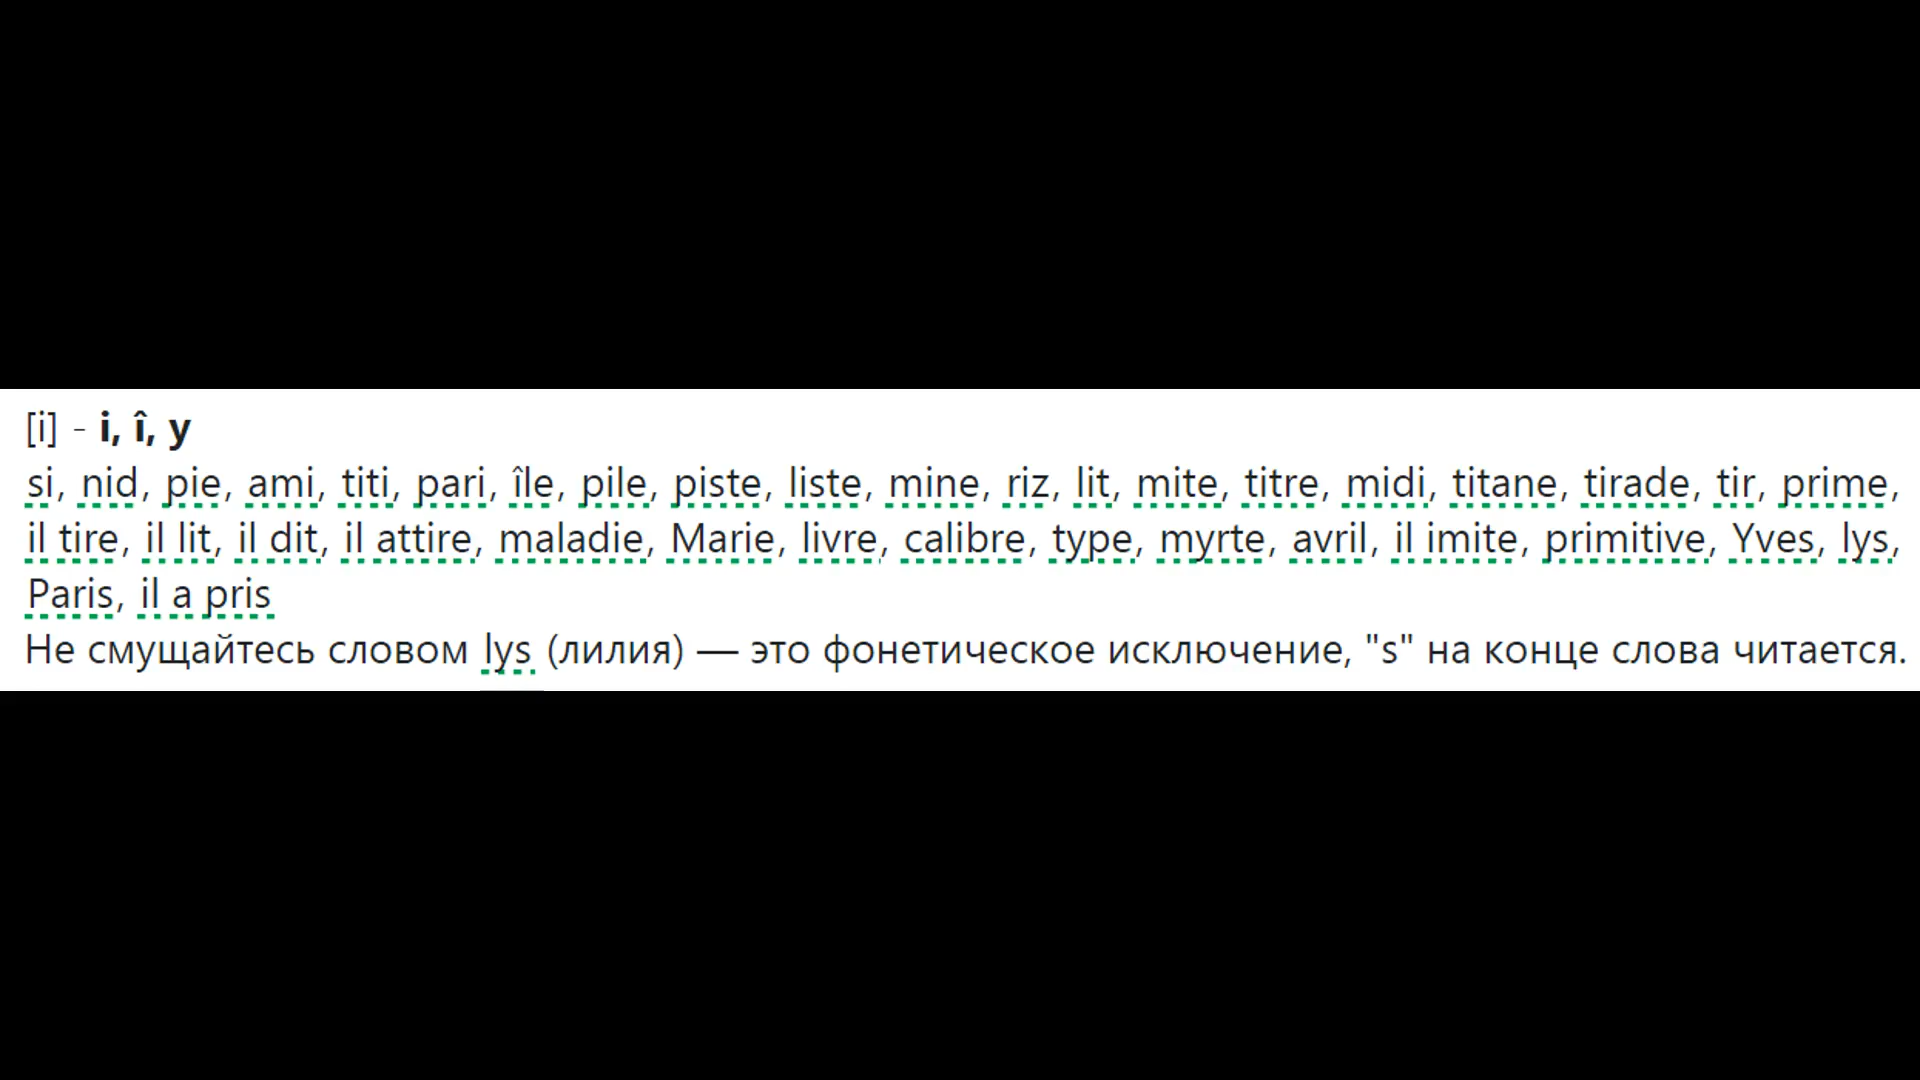 [i] - i, î, y
si, nid, pie, ami, titi, pari, île, pile, piste, liste, mine, riz, lit, mite, titre, midi, titane, tirade, tir, prime,
il tire, il lit, il dit, il attire, maladie, Marie, livre, calibre, type, myrte, avril, il imite, primitive, Yves, lys,
Paris, il a pris
Не смущайтесь словом lys (лилия) — это фонетическое исключение, "s" на конце слова читается.